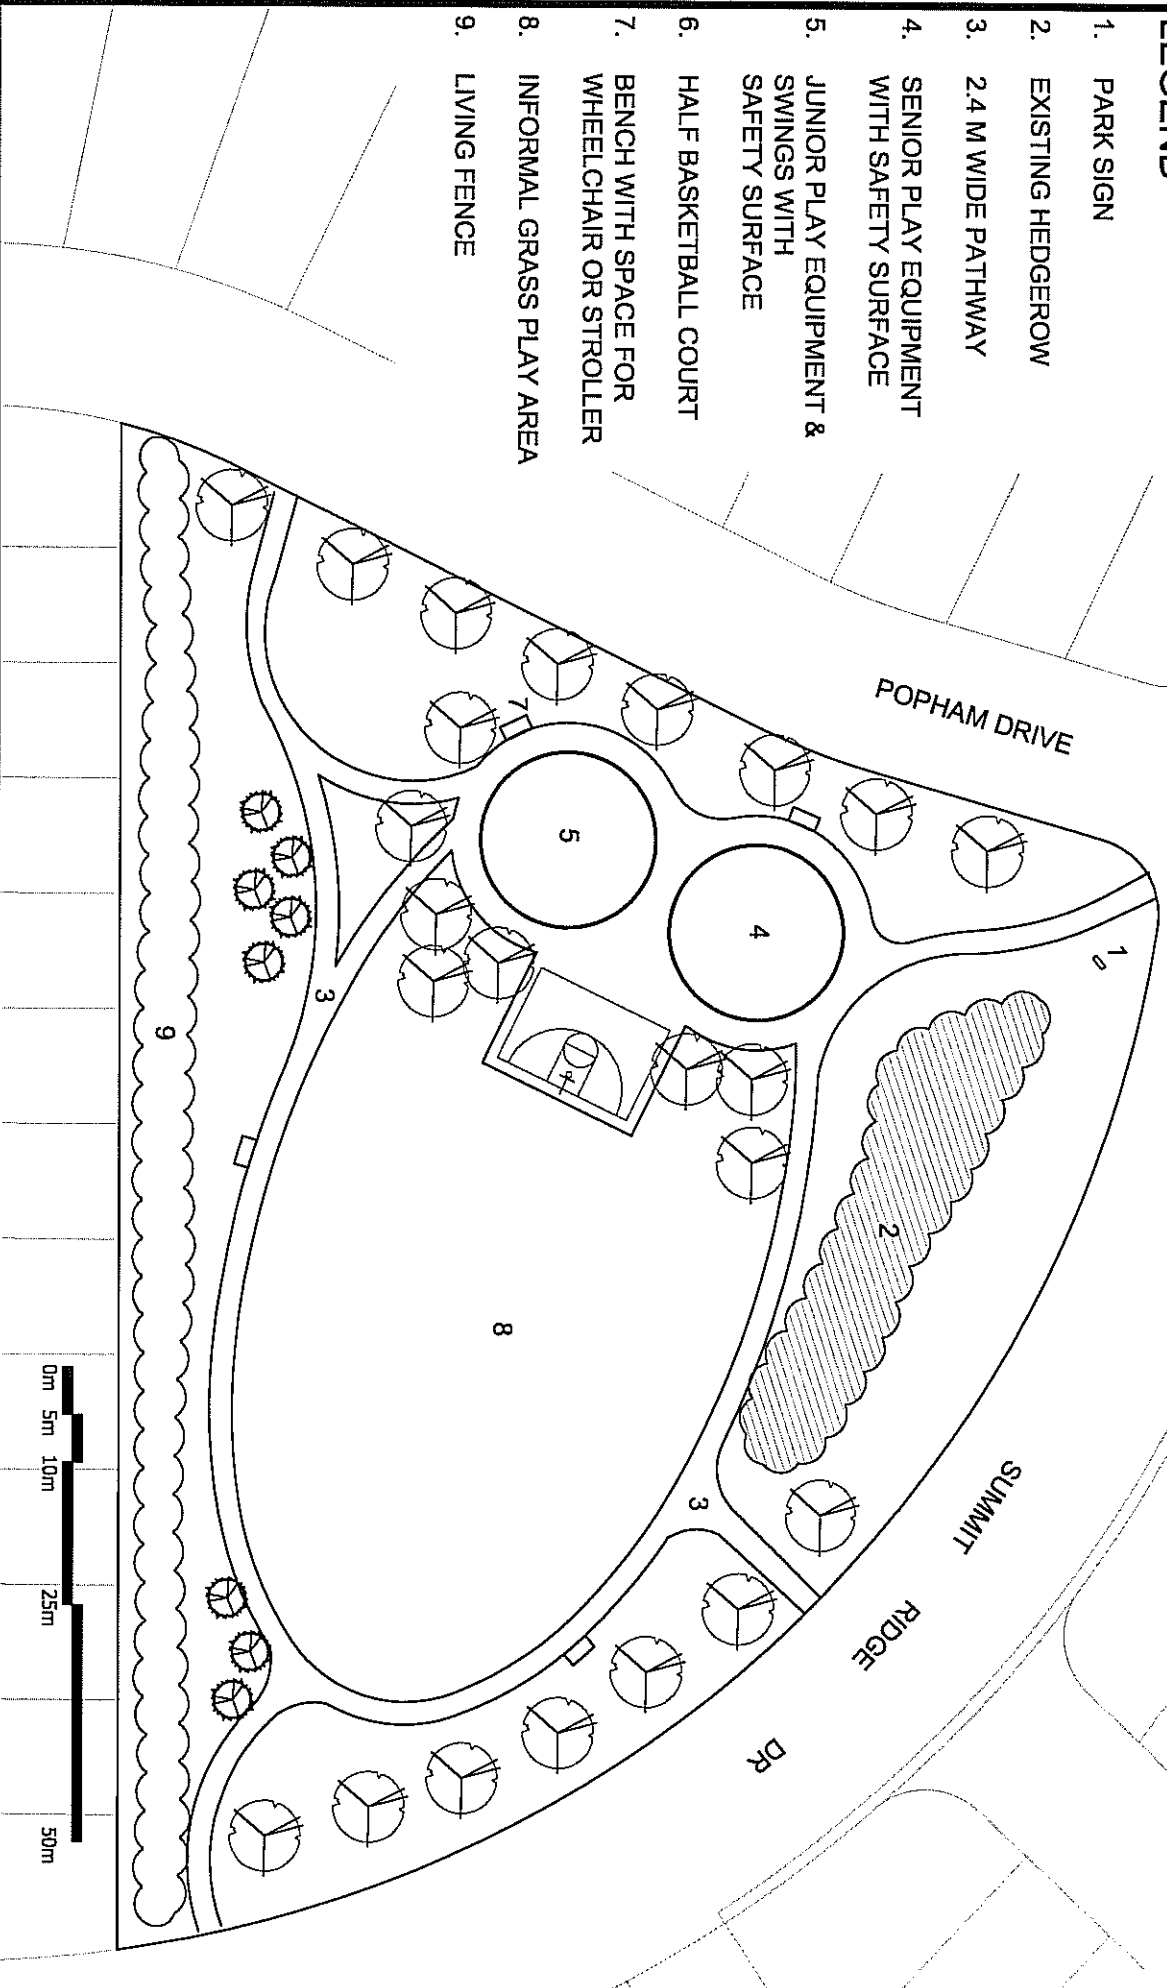 LEGEND
1. PARK SIGN
2. EXISTING HEDGEROW
3. 2.4 M WIDE PATHWAY
4. SENIOR PLAY EQUIPMENT
WITH SAFETY SURFACE
5. JUNIOR PLAY EQUIPMENT &
SWINGS WITH
SAFETY SURFACE
6. HALF BASKETBALL COURT
7. BENCH WITH SPACE FOR
WHEELCHAIR OR STROLLER
8. INFORMAL GRASS PLAY AREA
9. LIVING FENCE
POPHAM DRIVE
SUMMIT
RIDGE
DR
1
2
3
4
5
7
8
3
3
9
0m 5m 10m 25m 50m